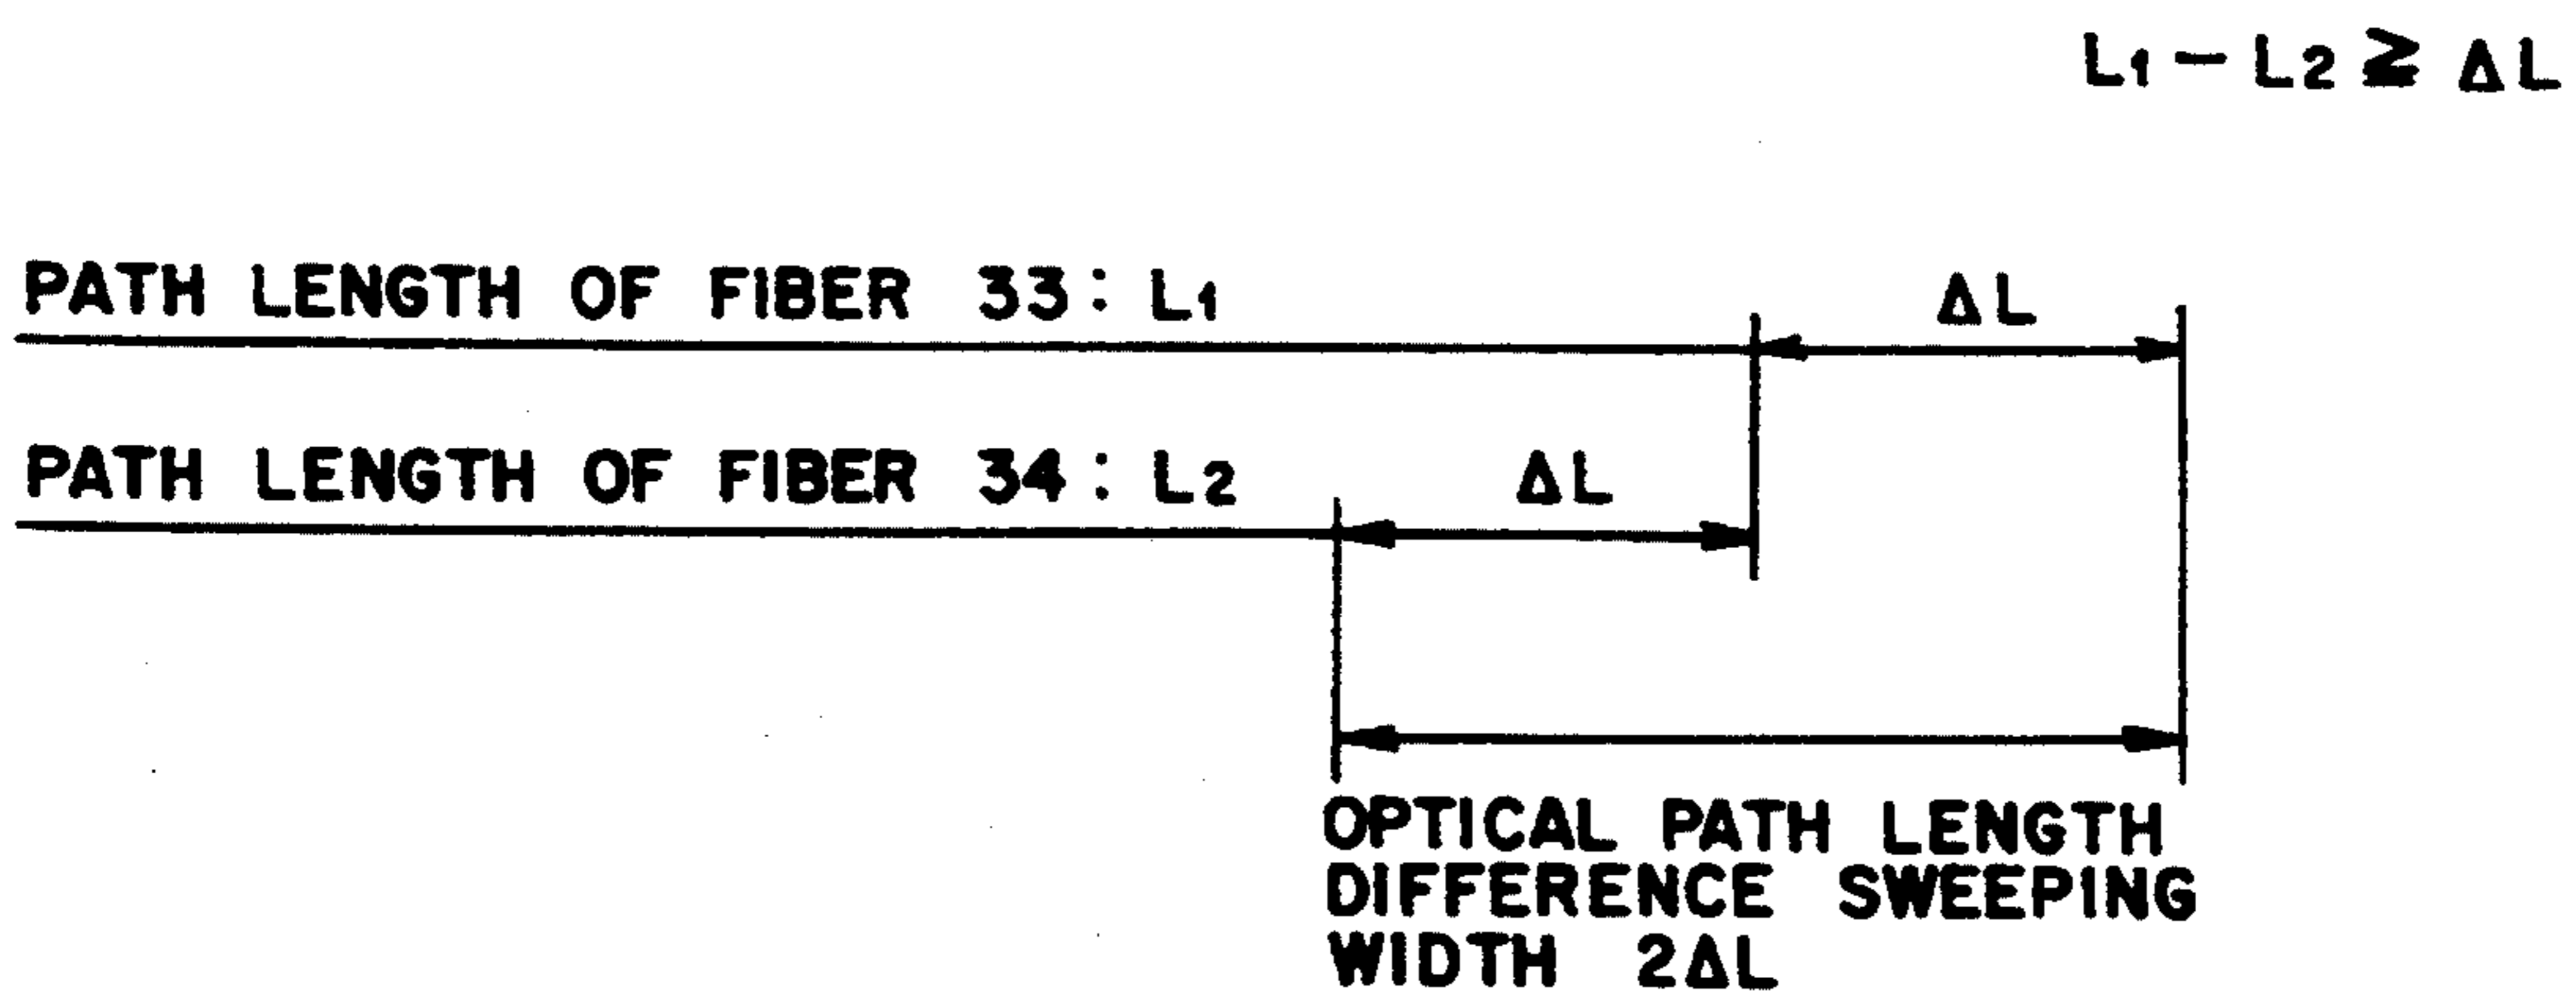 L1 − L2 ≧ ΔL
PATH LENGTH OF FIBER 33 : L1
ΔL
PATH LENGTH OF FIBER 34 : L2
ΔL
OPTICAL PATH LENGTH
DIFFERENCE SWEEPING
WIDTH 2ΔL